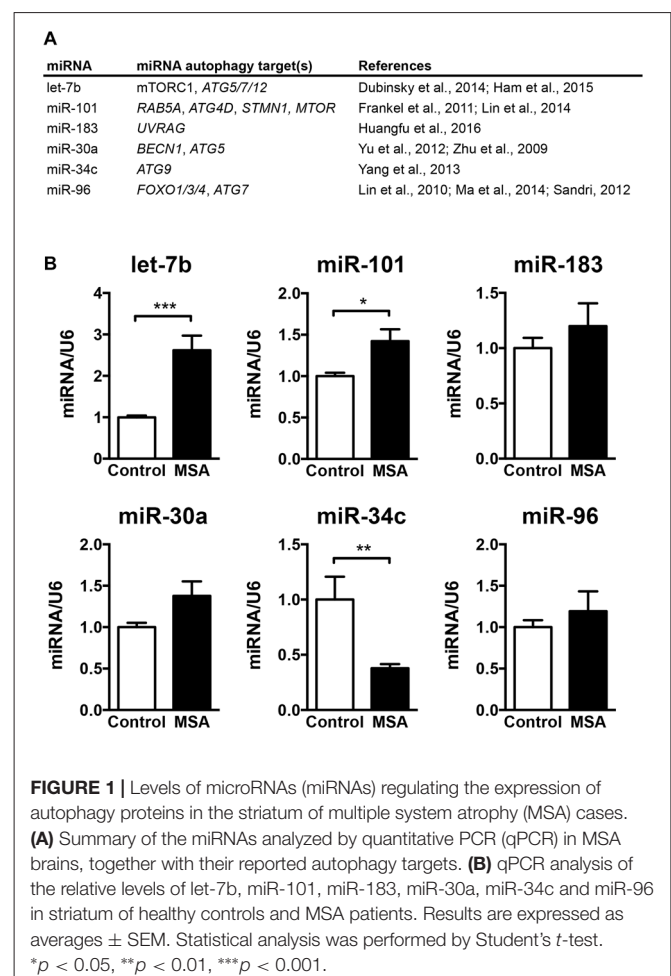 A
miRNA miRNA autophagy target(s) References
let-7b mTORC1, ATG5/7/12 Dubinsky et al., 2014; Ham et al., 2015
miR-101 RAB5A, ATG4D, STMN1, MTOR Frankel et al., 2011; Lin et al., 2014
miR-183 UVRAG Huangfu et al., 2016
miR-30a BECN1, ATG5 Yu et al., 2012; Zhu et al., 2009
miR-34c ATG9 Yang et al., 2013
miR-96 FOXO1/3/4, ATG7 Lin et al., 2010; Ma et al., 2014; Sandri, 2012
B
let-7b
miRNA/U6
4
3
2
1
0
***
Control MSA
miR-101
miRNA/U6
2.0
1.5
1.0
0.5
0.0
*
Control MSA
miR-183
miRNA/U6
1.5
1.0
0.5
0.0
Control MSA
miR-30a
miRNA/U6
2.0
1.5
1.0
0.5
0.0
Control MSA
miR-34c
miRNA/U6
1.5
1.0
0.5
0.0
**
Control MSA
miR-96
miRNA/U6
2.0
1.5
1.0
0.5
0.0
Control MSA
FIGURE 1 | Levels of microRNAs (miRNAs) regulating the expression of
autophagy proteins in the striatum of multiple system atrophy (MSA) cases.
(A) Summary of the miRNAs analyzed by quantitative PCR (qPCR) in MSA
brains, together with their reported autophagy targets. (B) qPCR analysis of
the relative levels of let-7b, miR-101, miR-183, miR-30a, miR-34c and miR-96
in striatum of healthy controls and MSA patients. Results are expressed as
averages ± SEM. Statistical analysis was performed by Student's t-test.
*p < 0.05, **p < 0.01, ***p < 0.001.